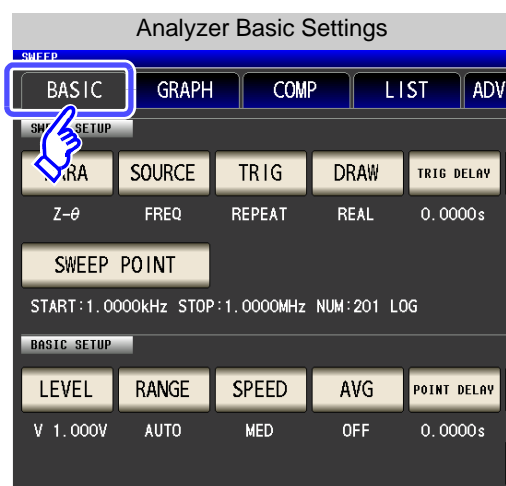 Analyzer Basic Settings
SWEEP
BASIC GRAPH COMP LIST ADV
SWEEP SETUP
PARA SOURCE TRIG DRAW TRIG DELAY
Z-θ FREQ REPEAT REAL 0.0000s
SWEEP POINT
START:1.0000kHz STOP:1.0000MHz NUM:201 LOG
BASIC SETUP
LEVEL RANGE SPEED AVG POINT DELAY
V 1.000V AUTO MED OFF 0.0000s